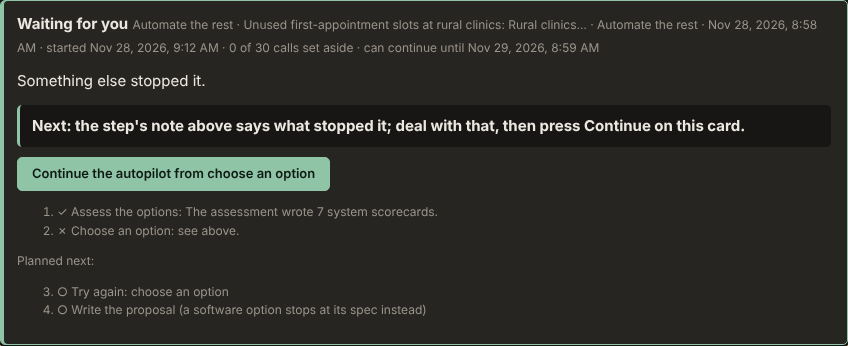 Waiting for you Automate the rest · Unused first-appointment slots at rural clinics: Rural clinics... · Automate the rest · Nov 28, 2026, 8:58
AM · started Nov 28, 2026, 9:12 AM · 0 of 30 calls set aside · can continue until Nov 29, 2026, 8:59 AM
Something else stopped it.
Next: the step's note above says what stopped it; deal with that, then press Continue on this card.
Continue the autopilot from choose an option
1. ✓ Assess the options: The assessment wrote 7 system scorecards.
2. × Choose an option: see above.
Planned next:
3. ○ Try again: choose an option
4. ○ Write the proposal (a software option stops at its spec instead)